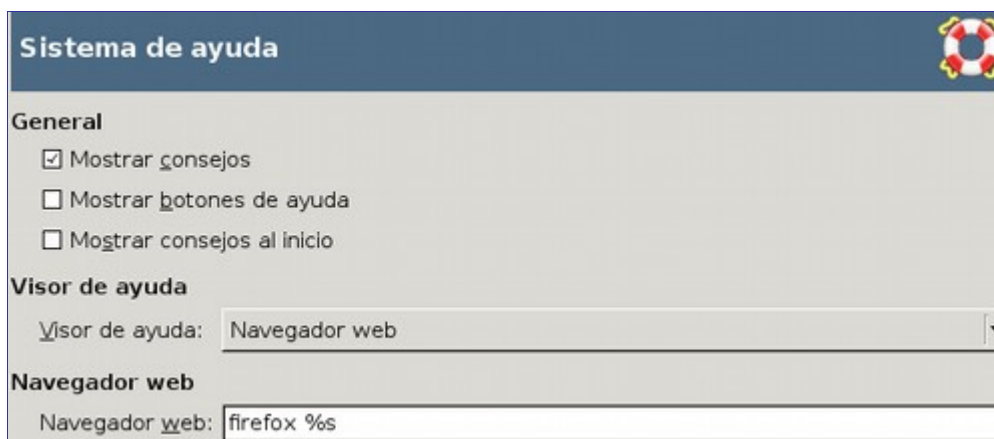 Sistema de ayuda
General
Mostrar consejos
Mostrar botones de ayuda
Mostrar consejos al inicio
Visor de ayuda
Visor de ayuda: Navegador web
Navegador web
Navegador web: firefox %s